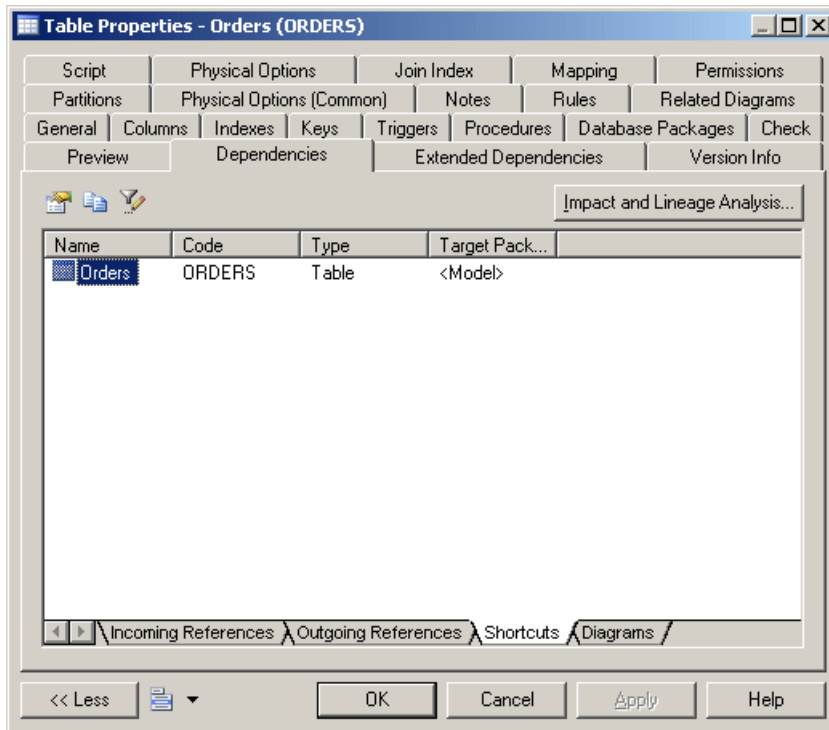 Table Properties - Orders (ORDERS)
Script Physical Options Join Index Mapping Permissions
Partitions Physical Options (Common) Notes Rules Related Diagrams
General Columns Indexes Keys Triggers Procedures Database Packages Check
Preview Dependencies Extended Dependencies Version Info
Impact and Lineage Analysis...
Name Code Type Target Pack...
Orders ORDERS Table <Model>
Incoming References Outgoing References Shortcuts Diagrams
<< Less OK Cancel Apply Help